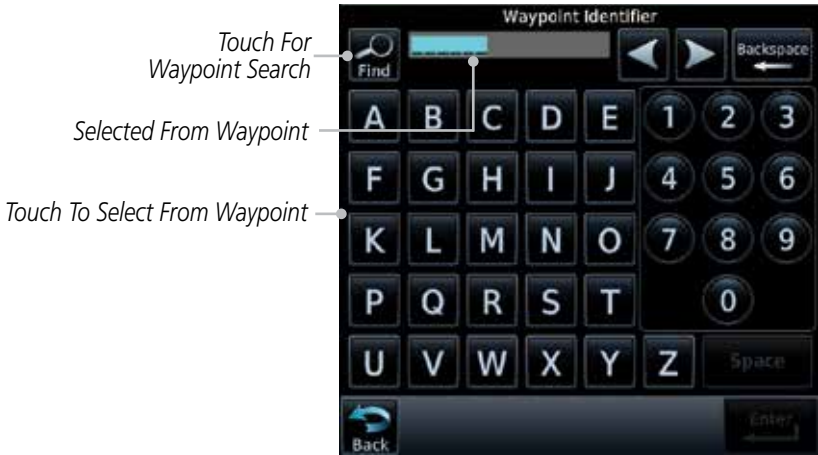 Waypoint Identifier
Touch For
Waypoint Search
Find
Backspace
Selected From Waypoint
A B C D E 1 2 3
F G H I J 4 5 6
Touch To Select From Waypoint
K L M N O 7 8 9
P Q R S T 0
U V W X Y Z Space
Back
Enter